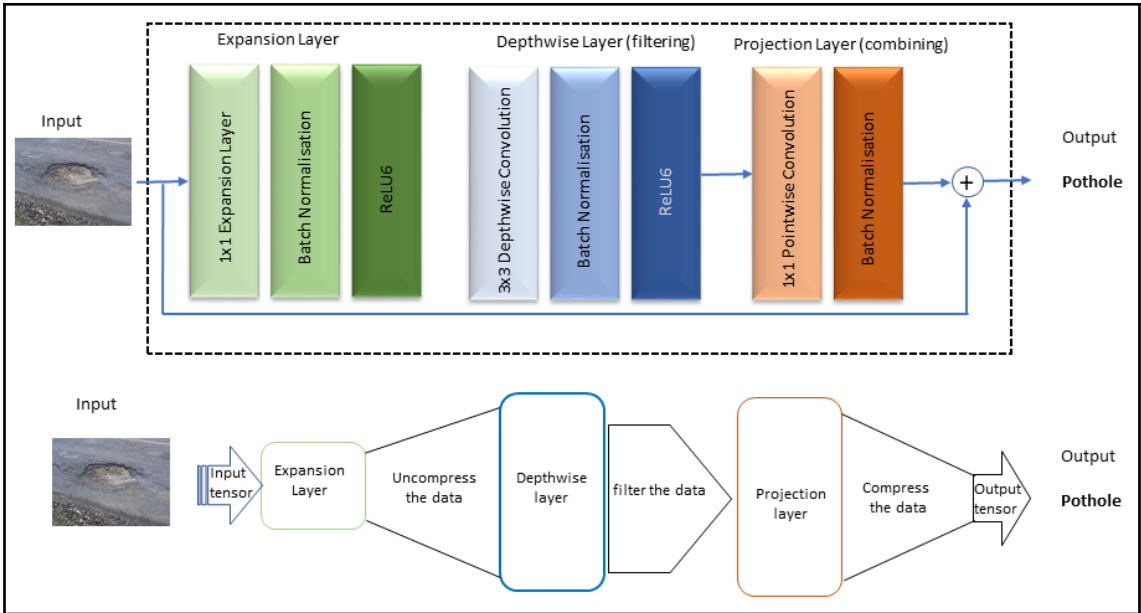 Expansion Layer
Depthwise Layer (filtering)
Projection Layer (combining)
Input
1x1 Expansion Layer
Batch Normalisation
ReLU6
3x3 Depthwise Convolution
Batch Normalisation
ReLU6
1x1 Pointwise Convolution
Batch Normalisation
+
Output
Pothole
Input
Input
tensor
Expansion
Layer
Uncompress
the data
Depthwise
layer
filter the data
Projection
layer
Compress
the data
Output
tensor
Output
Pothole